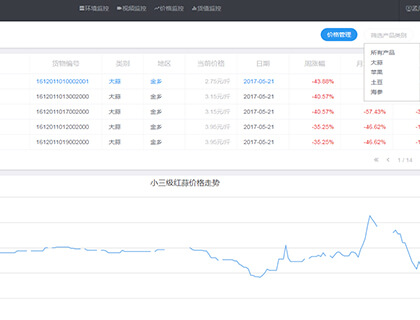 环境监控 视频监控 价格监控 货值监控
价格管理 筛选产品类别
所有产品
大蒜
苹果
土豆
海参
货物编号 类别 地区 当前价格 日期 周涨幅 月
1612011010002001 大蒜 金乡 2.75元/斤 2017-05-21 -43.88%
1612011013002000 大蒜 金乡 3.15元/斤 2017-05-21 -40.57%
1612011017002000 大蒜 金乡 3.15元/斤 2017-05-21 -40.57% -57.43%
1612011012002000 大蒜 金乡 3.95元/斤 2017-05-21 -35.25% -46.62%
1612011019002000 大蒜 金乡 3.95元/斤 2017-05-21 -35.25% -46.62%
« < 1 / 14
小三级红蒜价格走势